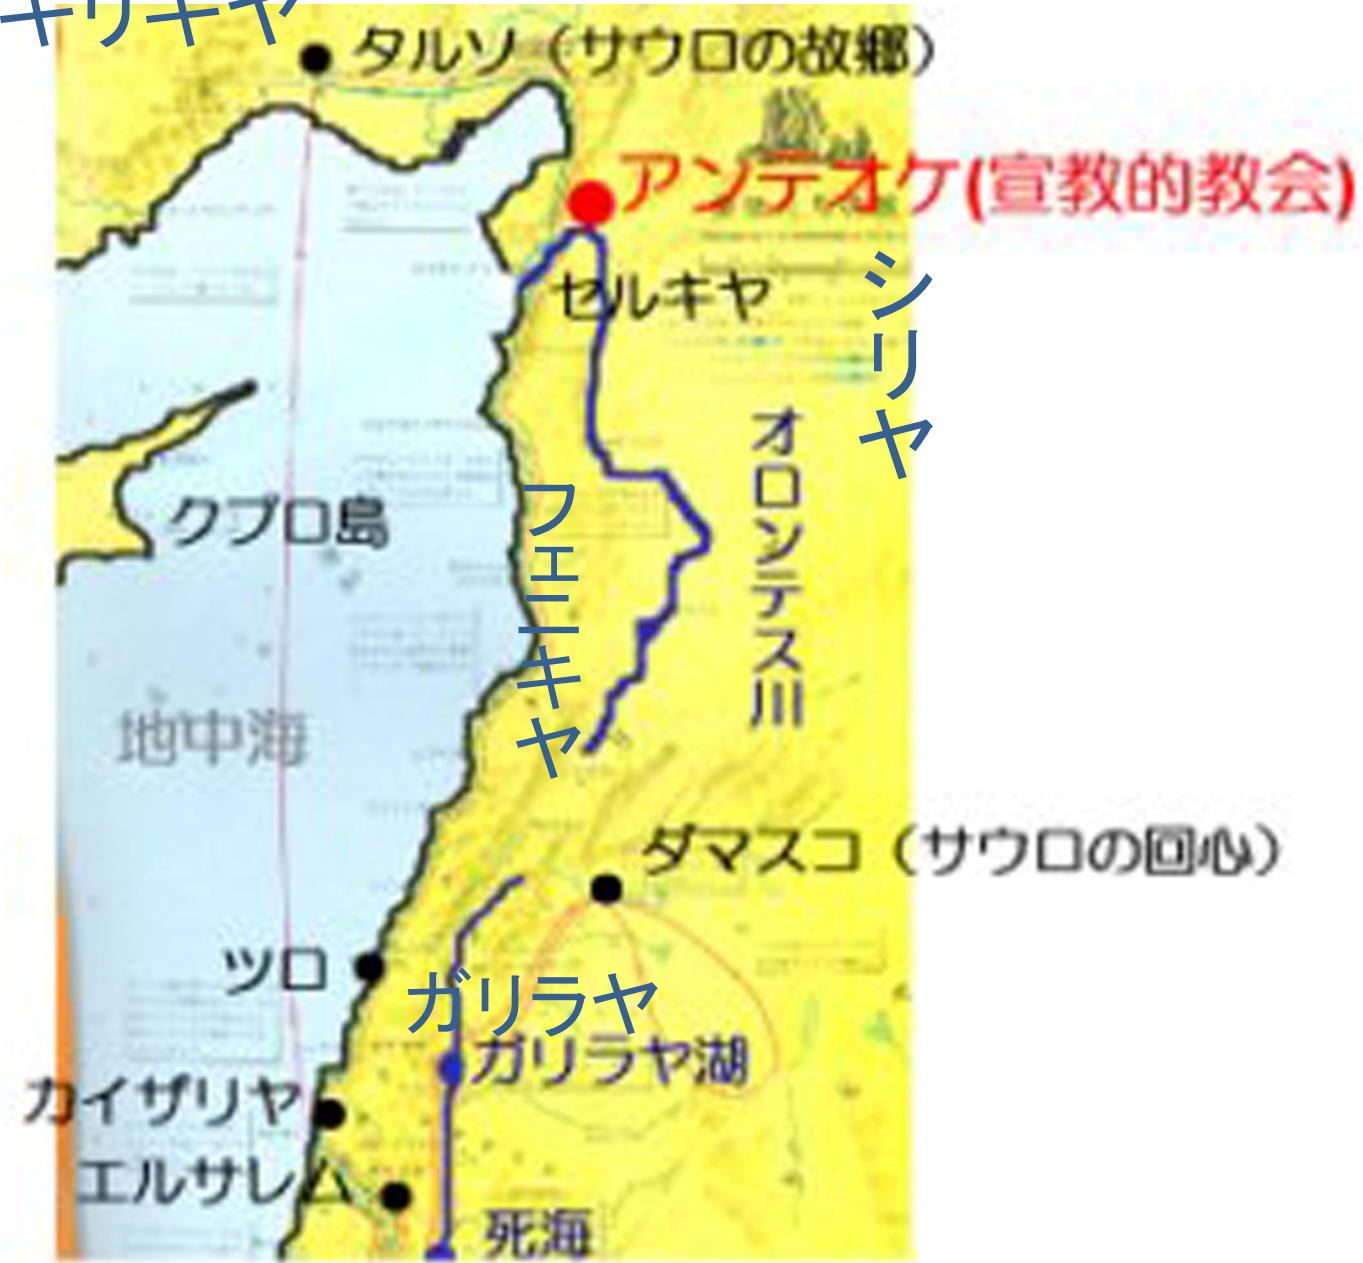 キリキヤ
タルソ（サウロの故郷）
アンテオケ(宣教的教会)
シリヤ
セルキヤ
オロンテス川
フェニキヤ
クプロ島
地中海
ダマスコ（サウロの回心）
ツロ
ガリラヤ
ガリラヤ湖
カイザリヤ
エルサレム
死海